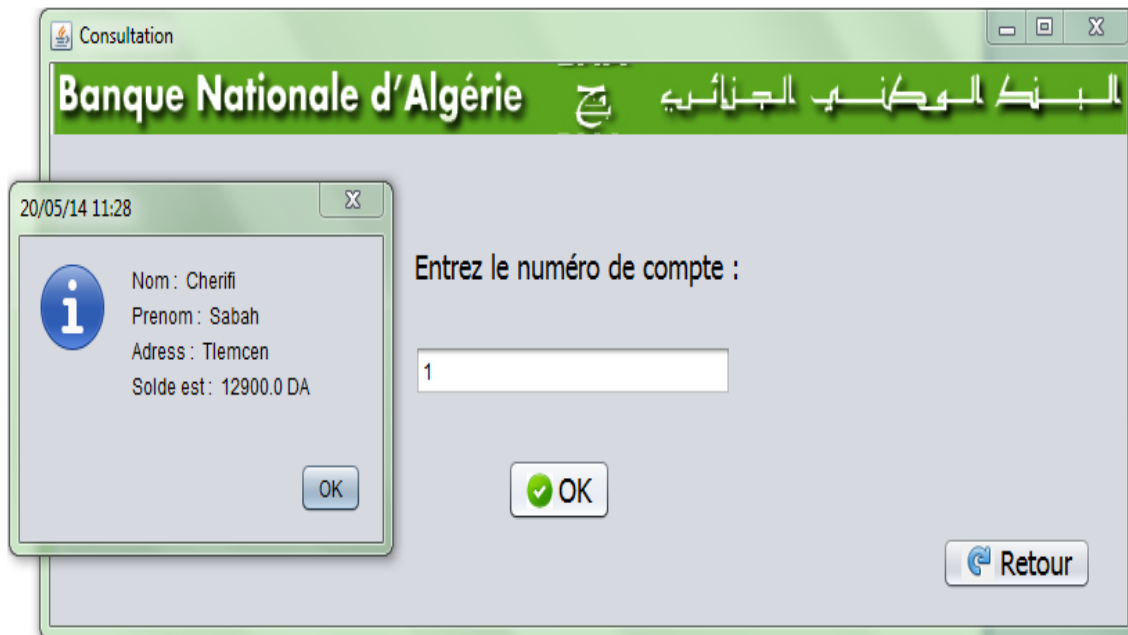 Consultation
Banque Nationale d'Algérie
البنك الوطني الجزائري
20/05/14 11:28
Nom : Cherifi
Prenom : Sabah
Adress : Tlemcen
Solde est : 12900.0 DA
OK
Entrez le numéro de compte :
1
OK
Retour